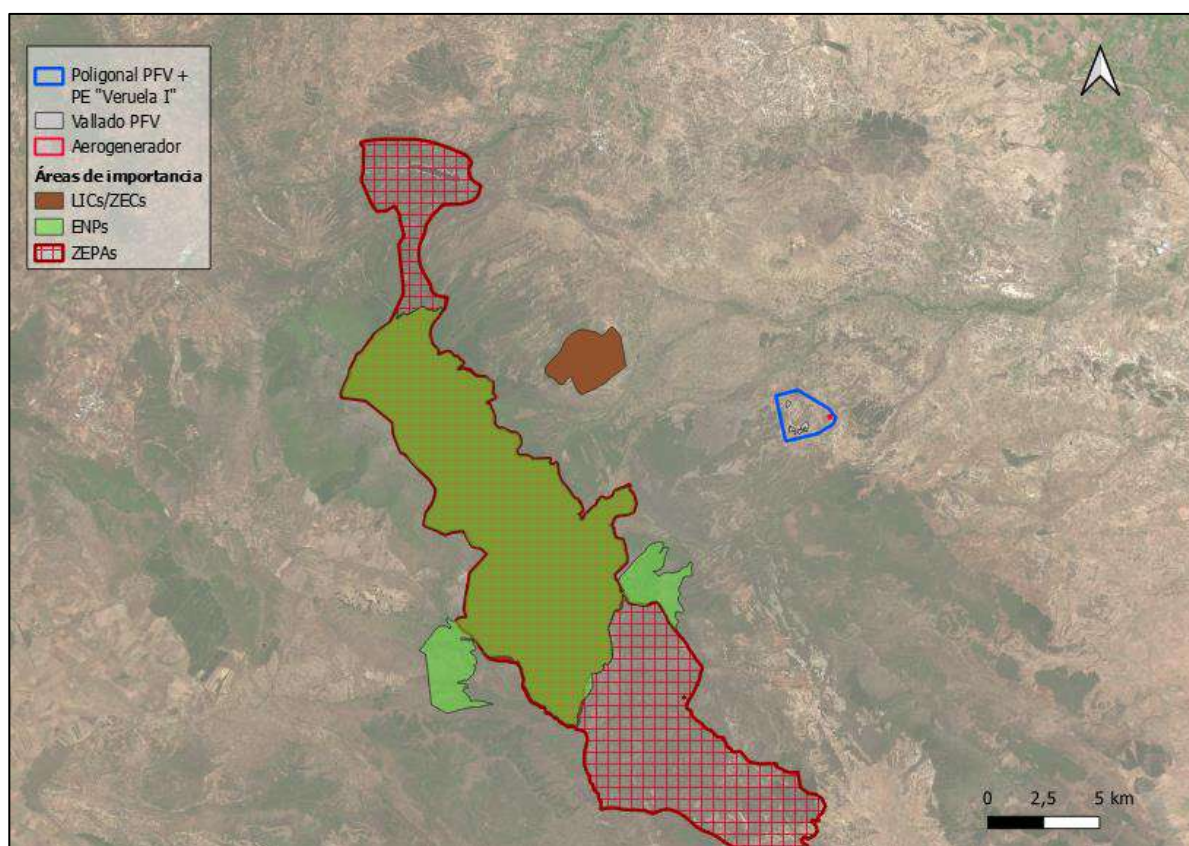 Poligonal PFV +
PE "Veruela I"
Vallado PFV
Aerogenerador
Áreas de importancia
LICs/ZECs
ENPs
ZEPAs
0 2,5 5 km